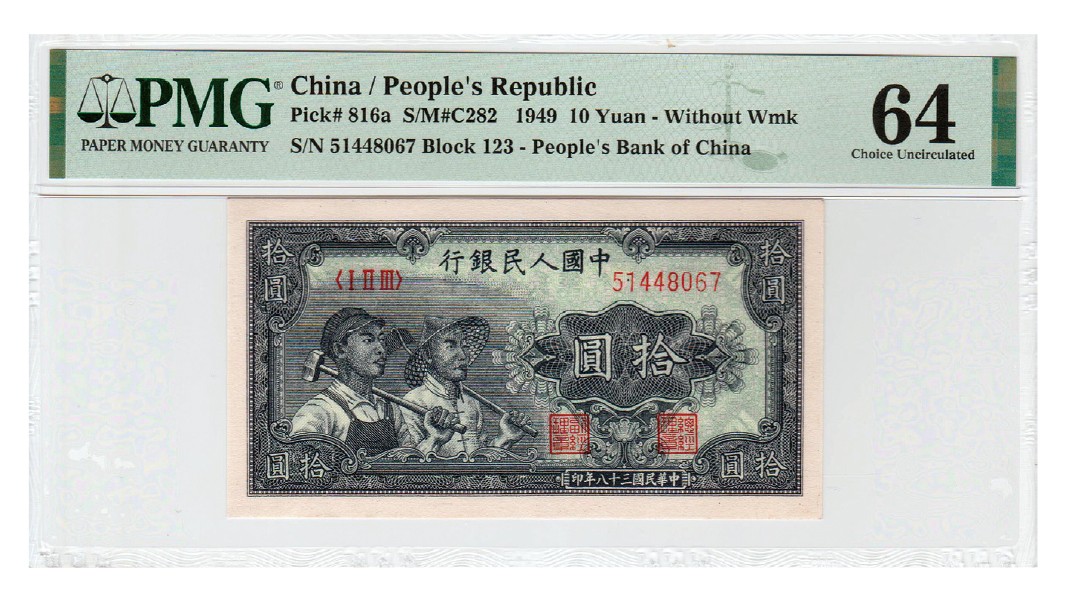 PMG®
PAPER MONEY GUARANTY
China / People's Republic
Pick# 816a S/M#C282 1949 10 Yuan - Without Wmk
S/N 51448067 Block 123 - People's Bank of China
64
Choice Uncirculated
行銀民人國中
〈I II III〉
51448067
拾圓
拾圓
圓拾
圓拾
圓拾
印年八十三國民華中